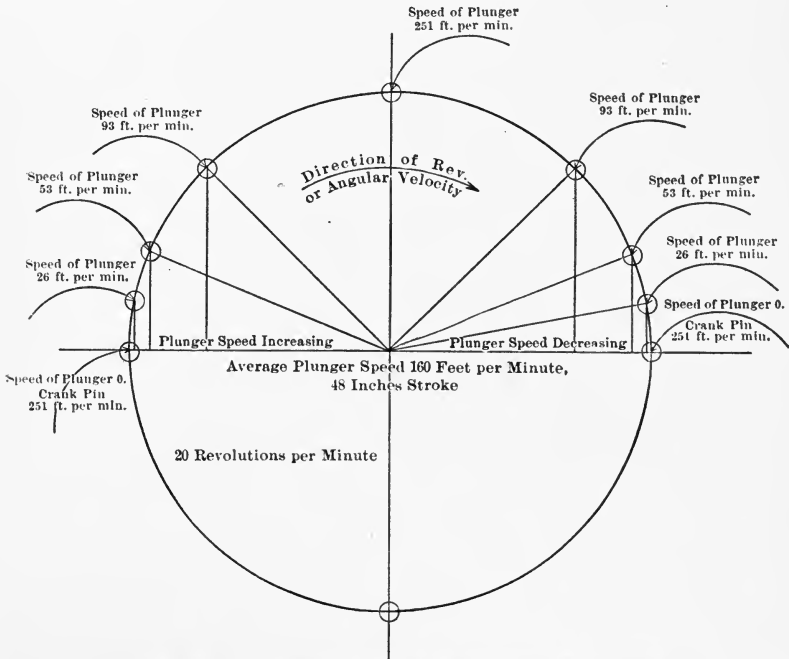 Speed of Plunger
251 ft. per min.
Speed of Plunger
93 ft. per min.
Speed of Plunger
93 ft. per min.
Direction of Rev.
or Angular Velocity
Speed of Plunger
53 ft. per min.
Speed of Plunger
53 ft. per min.
Speed of Plunger
26 ft. per min.
Speed of Plunger
26 ft. per min.
Speed of Plunger 0.
Crank Pin
251 ft. per min.
Plunger Speed Increasing
Plunger Speed Decreasing
Average Plunger Speed 160 Feet per Minute,
48 Inches Stroke
Speed of Plunger 0.
Crank Pin
251 ft. per min.
20 Revolutions per Minute